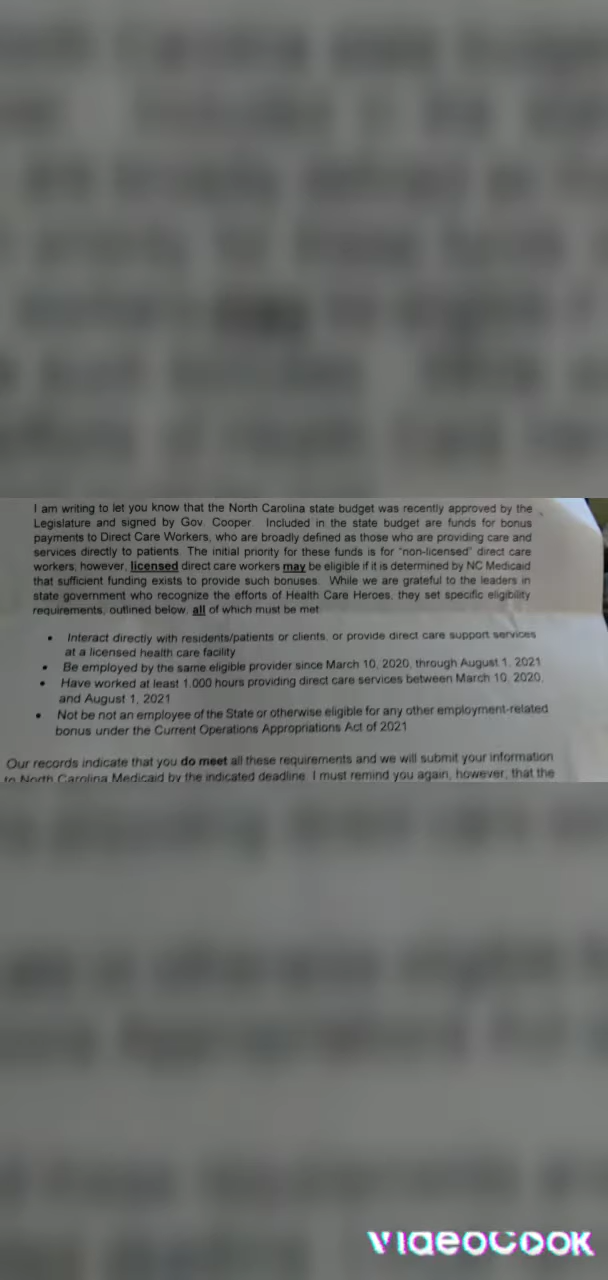 I am writing to let you know that the North Carolina state budget was recently approved by the
Legislature and signed by Gov. Cooper. Included in the state budget are funds for bonus
payments to Direct Care Workers, who are broadly defined as those who are providing care and
services directly to patients. The initial priority for these funds is for "non-licensed" direct care
workers; however, licensed direct care workers may be eligible if it is determined by NC Medicaid
that sufficient funding exists to provide such bonuses. While we are grateful to the leaders in
state government who recognize the efforts of Health Care Heroes, they set specific eligibility
requirements, outlined below, all of which must be met
• Interact directly with residents/patients or clients, or provide direct care support services
at a licensed health care facility
• Be employed by the same eligible provider since March 10, 2020, through August 1, 2021
• Have worked at least 1,000 hours providing direct care services between March 10, 2020,
and August 1, 2021
• Not be not an employee of the State or otherwise eligible for any other employment-related
bonus under the Current Operations Appropriations Act of 2021
Our records indicate that you do meet all these requirements and we will submit your information
to North Carolina Medicaid by the indicated deadline. I must remind you again, however, that the
VIDEOCOOK